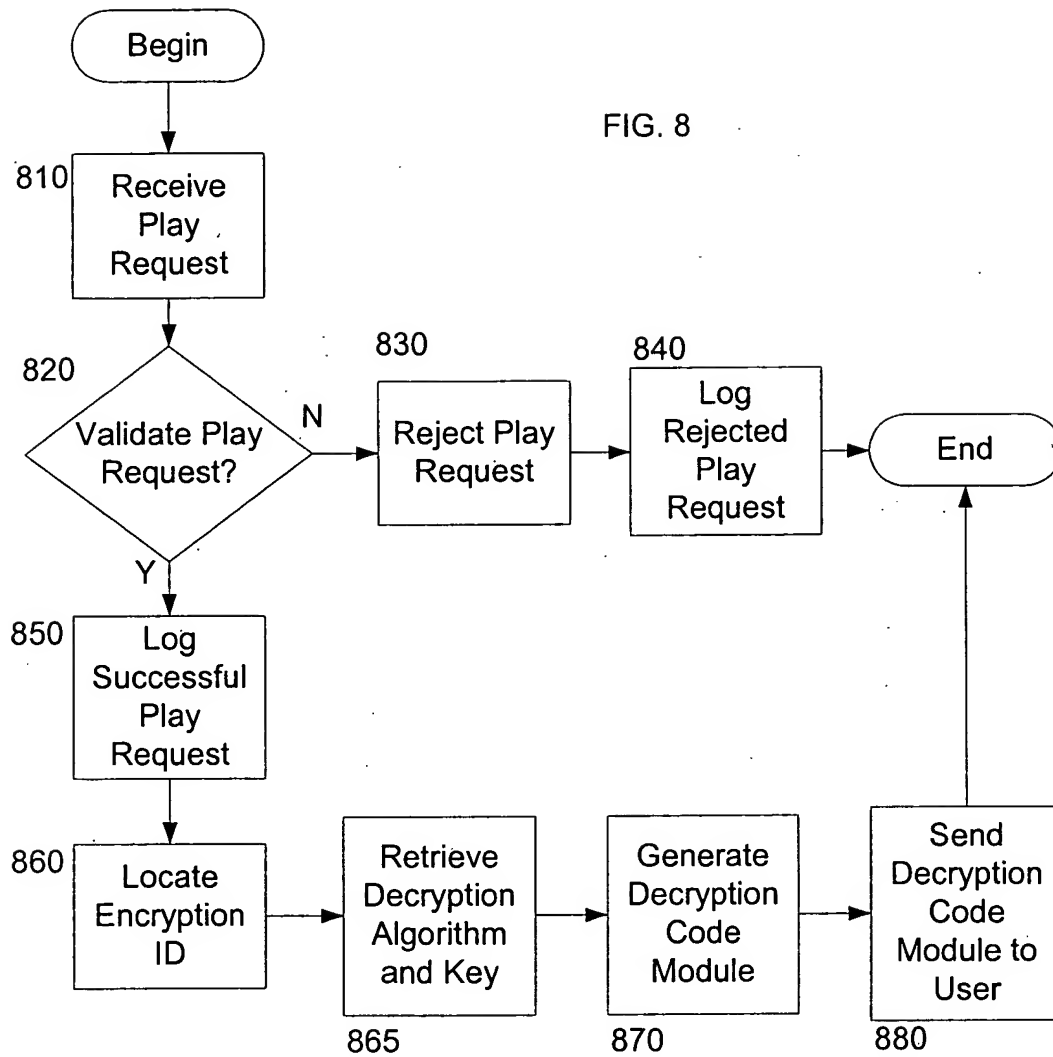 Begin
FIG. 8
810
Receive
Play
Request
820
Validate Play
Request?
N
Y
830
Reject Play
Request
840
Log
Rejected
Play
Request
End
850
Log
Successful
Play
Request
860
Locate
Encryption
ID
Retrieve
Decryption
Algorithm
and Key
865
Generate
Decryption
Code
Module
870
Send
Decryption
Code
Module to
User
880